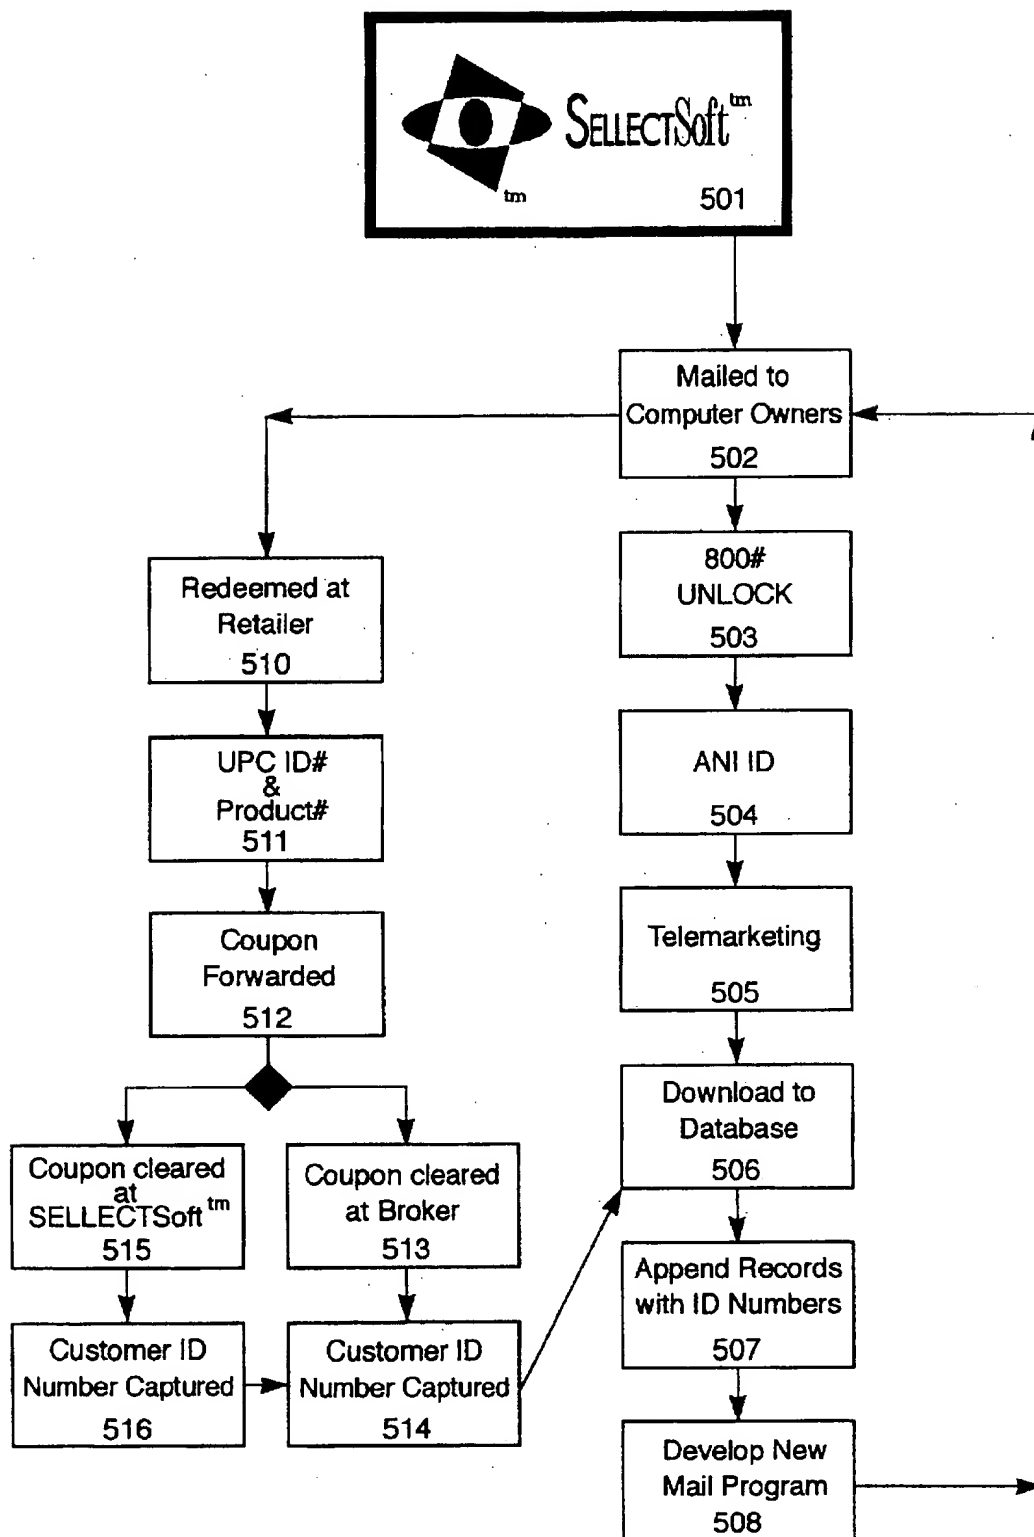 SELLECTSoft tm
tm
501
Mailed to
Computer Owners
502
800#
UNLOCK
503
ANI ID
504
Telemarketing
505
Download to
Database
506
Append Records
with ID Numbers
507
Develop New
Mail Program
508
Redeemed at
Retailer
510
UPC ID#
&
Product#
511
Coupon
Forwarded
512
Coupon cleared
at
SELLECTSoft tm
515
Customer ID
Number Captured
516
Coupon cleared
at Broker
513
Customer ID
Number Captured
514